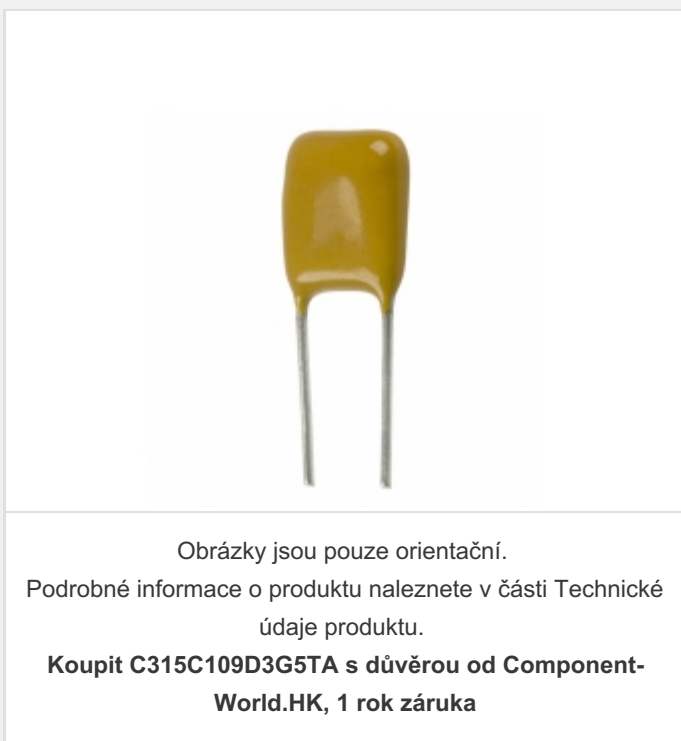 Obrázky jsou pouze orientační.
Podrobné informace o produktu naleznete v části Technické
údaje produktu.
Koupit C315C109D3G5TA s důvěrou od Component-
World.HK, 1 rok záruka